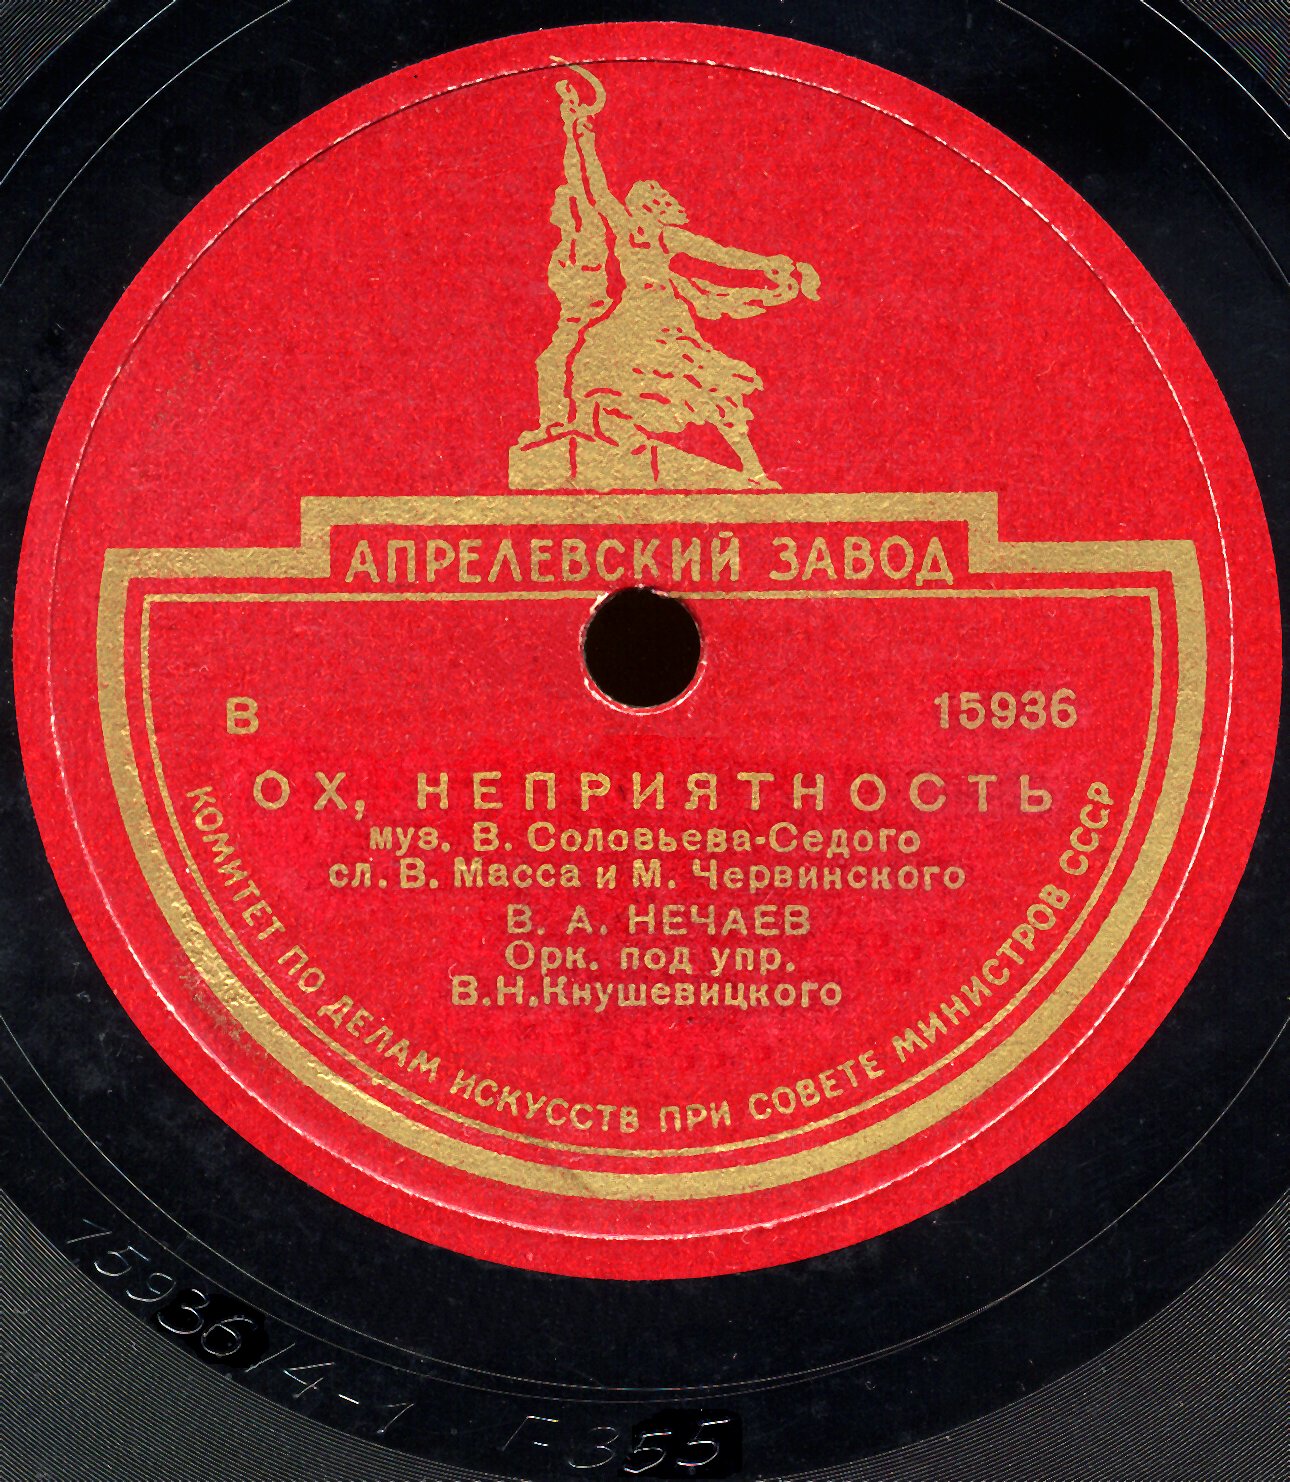 АПРЕЛЕВСКИЙ ЗАВОД
В 15936
ОХ, НЕПРИЯТНОСТЬ
муз. В. Соловьева-Седого
сл. В. Масса и М. Червинского
В. А. НЕЧАЕВ
Орк. под упр.
В.Н.Кнушевицкого
КОМИТЕТ ПО ДЕЛАМ ИСКУССТВ ПРИ СОВЕТЕ МИНИСТРОВ СССР
15936/4-1 Г-355